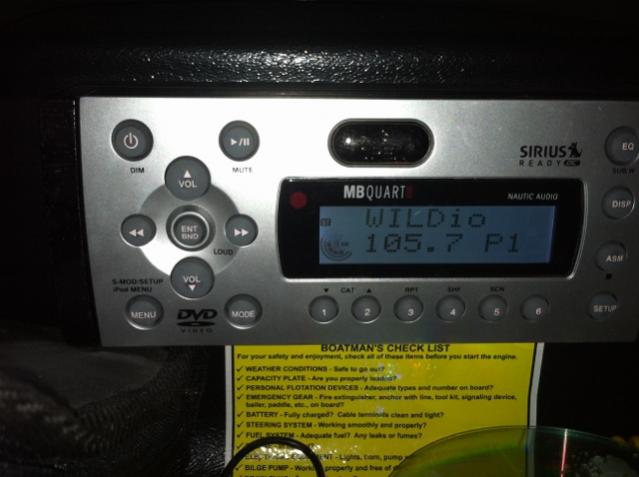 SIRIUS
READY
EQ
DIM
MUTE
VOL
MBQUART
NAUTIC AUDIO
DISP
WILDio
105.7 P1
ENT
BND
LOUD
ASM
VOL
S-MOD/SETUP
iPod MENU
MENU
DVD
VIDEO
MODE
CAT
RPT
SHF
SCN
1
2
3
4
5
6
SETUP
BOATMAN'S CHECK LIST
For your safety and enjoyment, check all of these items before you start the engine.
WEATHER CONDITIONS - Safe to go out?
CAPACITY PLATE - Are you properly loaded?
PERSONAL FLOTATION DEVICES - Adequate types and number on board?
EMERGENCY GEAR - Fire extinguisher, anchor with line, tool kit, signaling device,
bailer, paddle, etc., on board?
BATTERY - Fully charged? Cable terminals clean and tight?
STEERING SYSTEM - Working smoothly and properly?
FUEL SYSTEM - Adequate fuel? Any leaks or fumes?
- Lights, horn, pump
BILGE PUMP - Working properly and free of